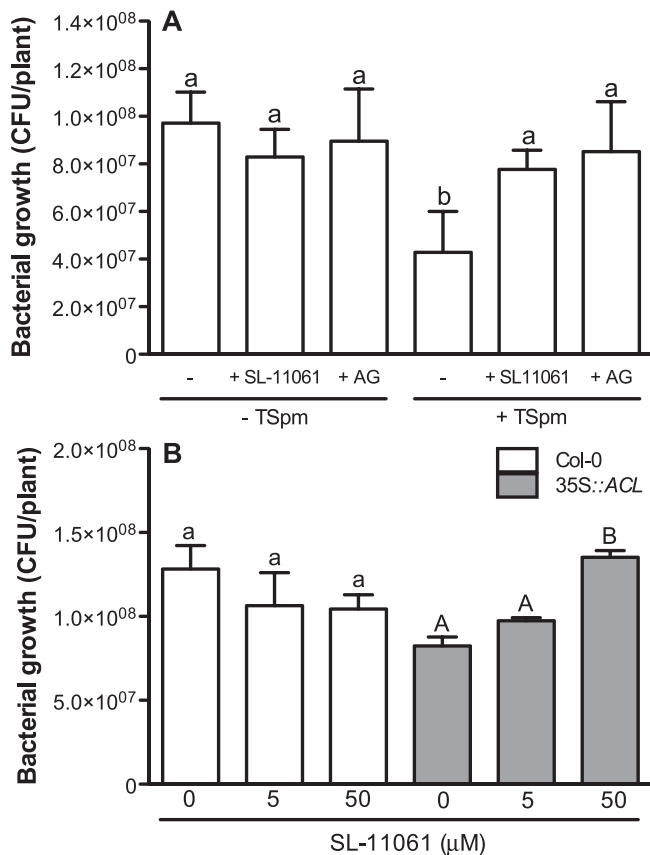 A
Bacterial growth (CFU/plant)
1.4×10⁰⁸
1.2×10⁰⁸
1.0×10⁰⁸
8.0×10⁰⁷
6.0×10⁰⁷
4.0×10⁰⁷
2.0×10⁰⁷
0
a a a b a a
- + SL-11061 + AG - + SL11061 + AG
- TSpm + TSpm
B
Bacterial growth (CFU/plant)
2.0×10⁰⁸
1.5×10⁰⁸
1.0×10⁰⁸
5.0×10⁰⁷
0
Col-0
35S::ACL
a a a A A B
0 5 50 0 5 50
SL-11061 (μM)